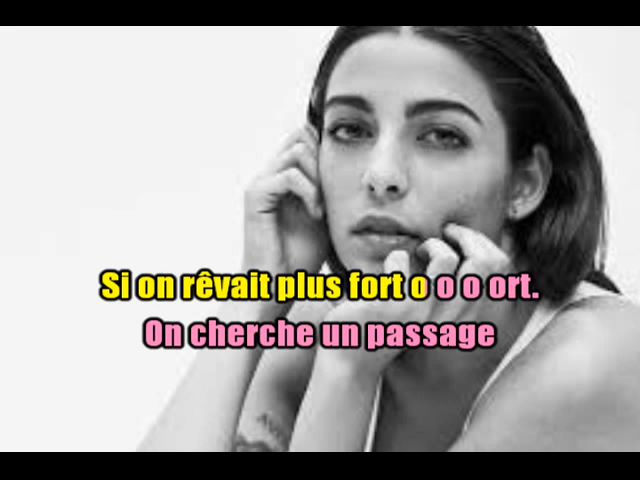 Si on rêvait plus fort o o o ort.
On cherche un passage